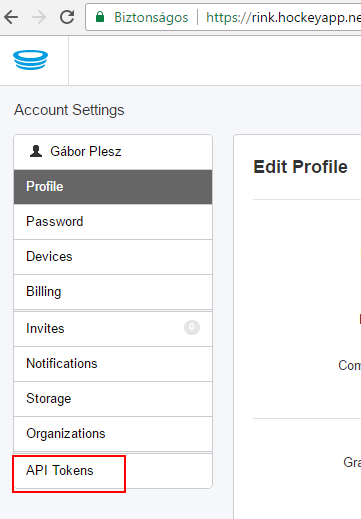 Biztonságos https://rink.hockeyapp.ne
Account Settings
Gábor Plesz
Profile
Edit Profile
Password
Devices
Billing
Invites 0
Notifications
Com
Storage
Organizations
Gra
API Tokens